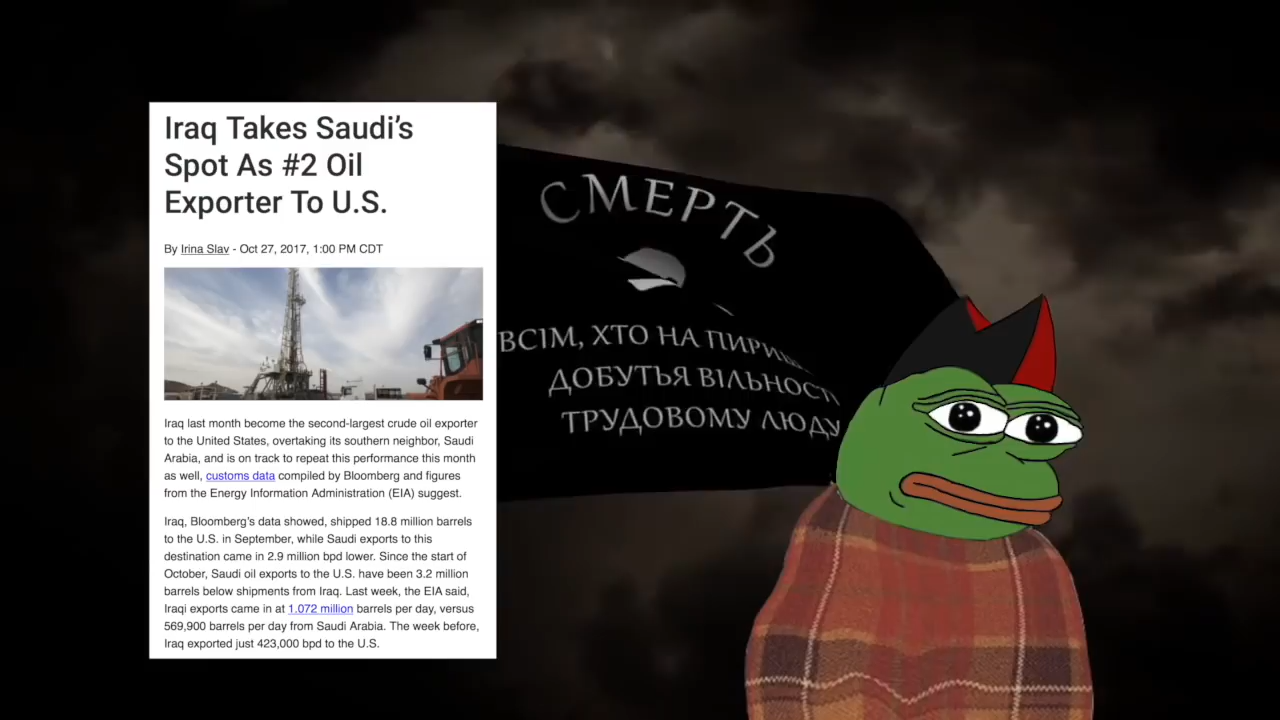 Iraq Takes Saudi’s
Spot As #2 Oil
Exporter To U.S.
By Irina Slav - Oct 27, 2017, 1:00 PM CDT
Iraq last month become the second-largest crude oil exporter
to the United States, overtaking its southern neighbor, Saudi
Arabia, and is on track to repeat this performance this month
as well, customs data compiled by Bloomberg and figures
from the Energy Information Administration (EIA) suggest.
Iraq, Bloomberg’s data showed, shipped 18.8 million barrels
to the U.S. in September, while Saudi exports to this
destination came in 2.9 million bpd lower. Since the start of
October, Saudi oil exports to the U.S. have been 3.2 million
barrels below shipments from Iraq. Last week, the EIA said,
Iraqi exports came in at 1.072 million barrels per day, versus
569,900 barrels per day from Saudi Arabia. The week before,
Iraq exported just 423,000 bpd to the U.S.
СМЕРТЬ
ВСІМ, ХТО НА
ДОБУТЬЯ ВІЛЬНОСТІ
ТРУДОВОМУ ЛЮДУ